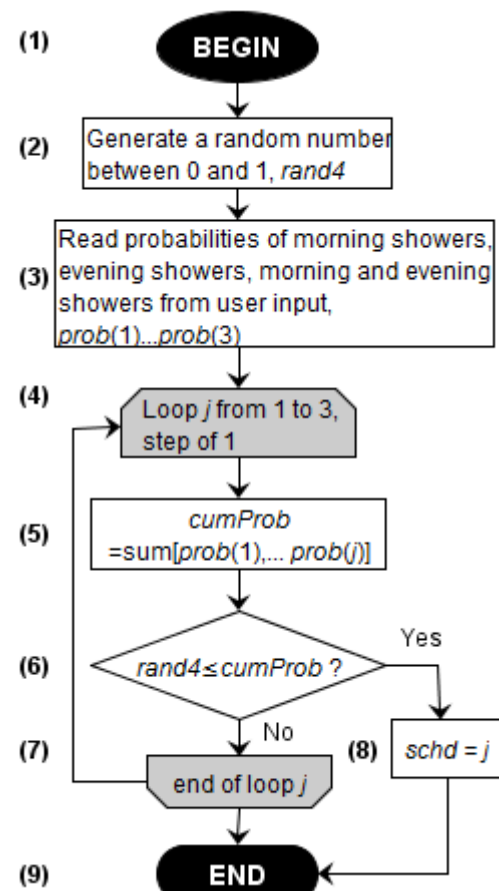 (1)
BEGIN
(2)
Generate a random number
between 0 and 1, rand4
(3)
Read probabilities of morning showers,
evening showers, morning and evening
showers from user input,
prob(1)...prob(3)
(4)
Loop j from 1 to 3,
step of 1
(5)
cumProb
=sum[prob(1),... prob(j)]
(6)
rand4≤cumProb ?
Yes
No
(7)
end of loop j
(8)
schd = j
(9)
END